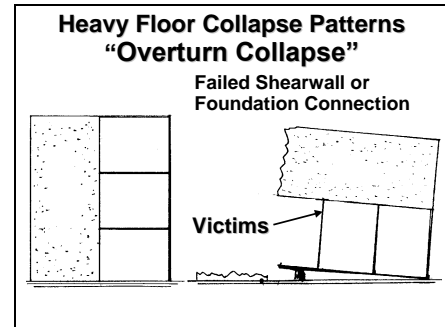 Heavy Floor Collapse Patterns
“Overturn Collapse”
Failed Shearwall or
Foundation Connection
Victims